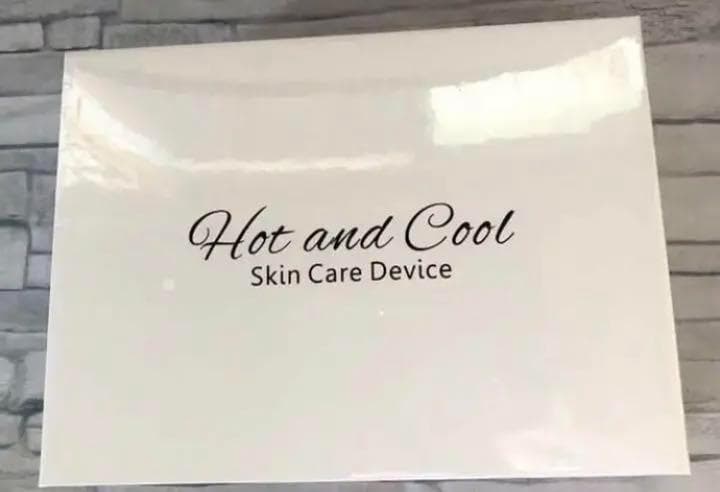 Hot and Cool
Skin Care Device